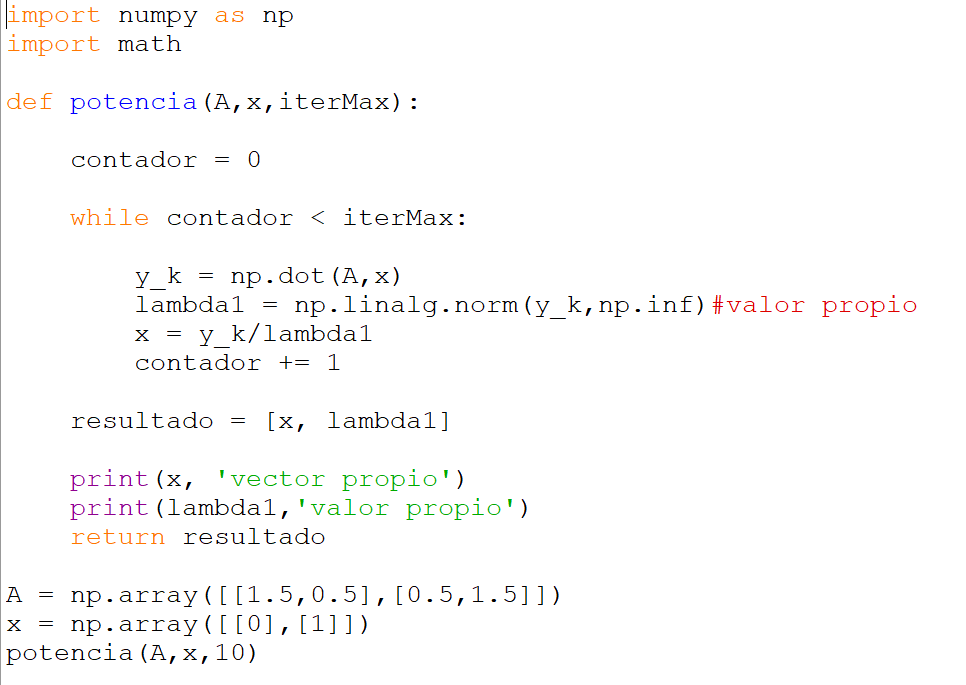 import numpy as np
import math
def potencia(A,x,iterMax):
    contador = 0
    while contador < iterMax:
        y_k = np.dot(A,x)
        lambda1 = np.linalg.norm(y_k,np.inf)#valor propio
        x = y_k/lambda1
        contador += 1
    resultado = [x, lambda1]
    print(x, 'vector propio')
    print(lambda1,'valor propio')
    return resultado
A = np.array([[1.5,0.5],[0.5,1.5]])
x = np.array([[0],[1]])
potencia(A,x,10)